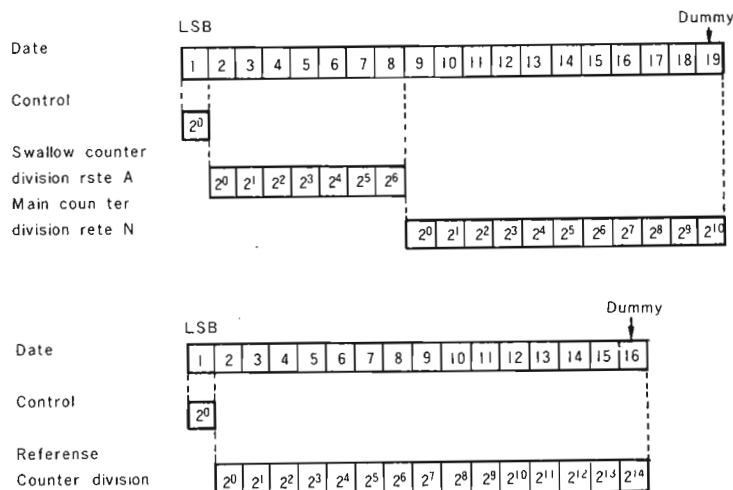 LSB Dummy
Date 1 2 3 4 5 6 7 8 9 10 11 12 13 14 15 16 17 18 19
Control
2⁰
Swallow counter
division rste A 2⁰ 2¹ 2² 2³ 2⁴ 2⁵ 2⁶
Main coun ter
division rete N 2⁰ 2¹ 2² 2³ 2⁴ 2⁵ 2⁶ 2⁷ 2⁸ 2⁹ 2¹⁰
Dummy
LSB
Date 1 2 3 4 5 6 7 8 9 10 11 12 13 14 15 16
Control 2⁰
Referense
Counter division 2⁰ 2¹ 2² 2³ 2⁴ 2⁵ 2⁶ 2⁷ 2⁸ 2⁹ 2¹⁰ 2¹¹ 2¹² 2¹³ 2¹⁴